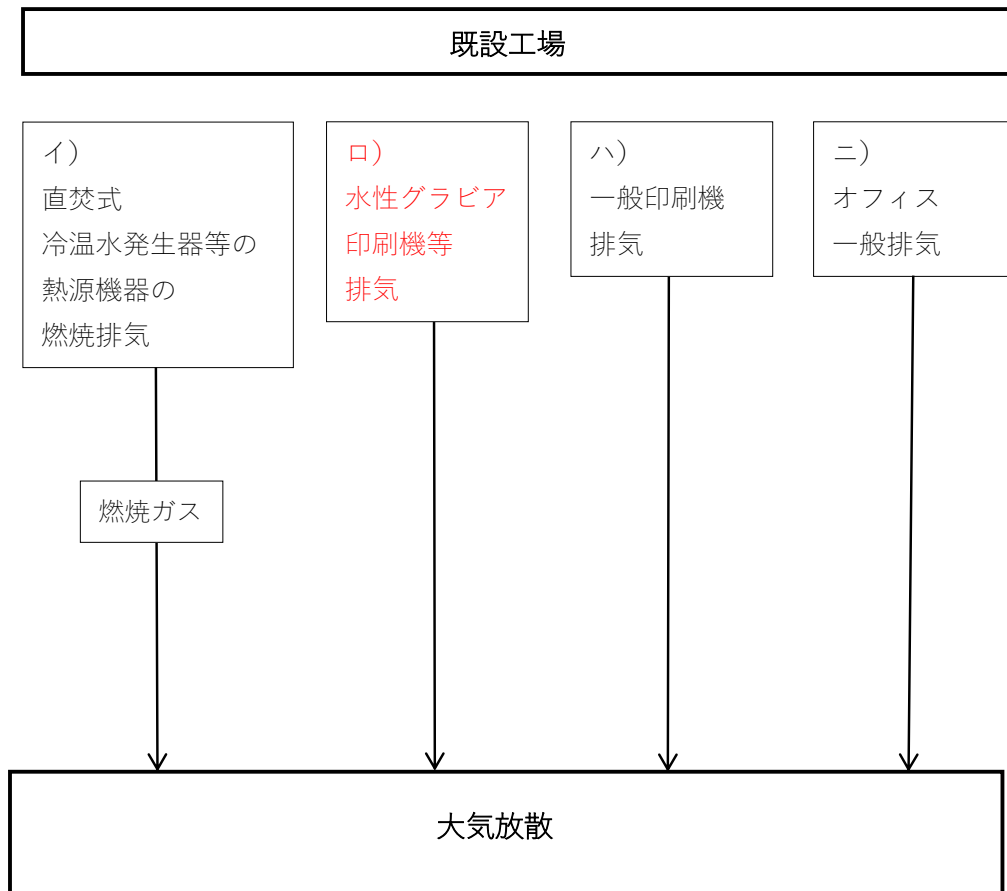 既設工場
イ）
直焚式
冷温水発生器等の
熱源機器の
燃焼排気
ロ）
水性グラビア
印刷機等
排気
ハ）
一般印刷機
排気
ニ）
オフィス
一般排気
燃焼ガス
大気放散